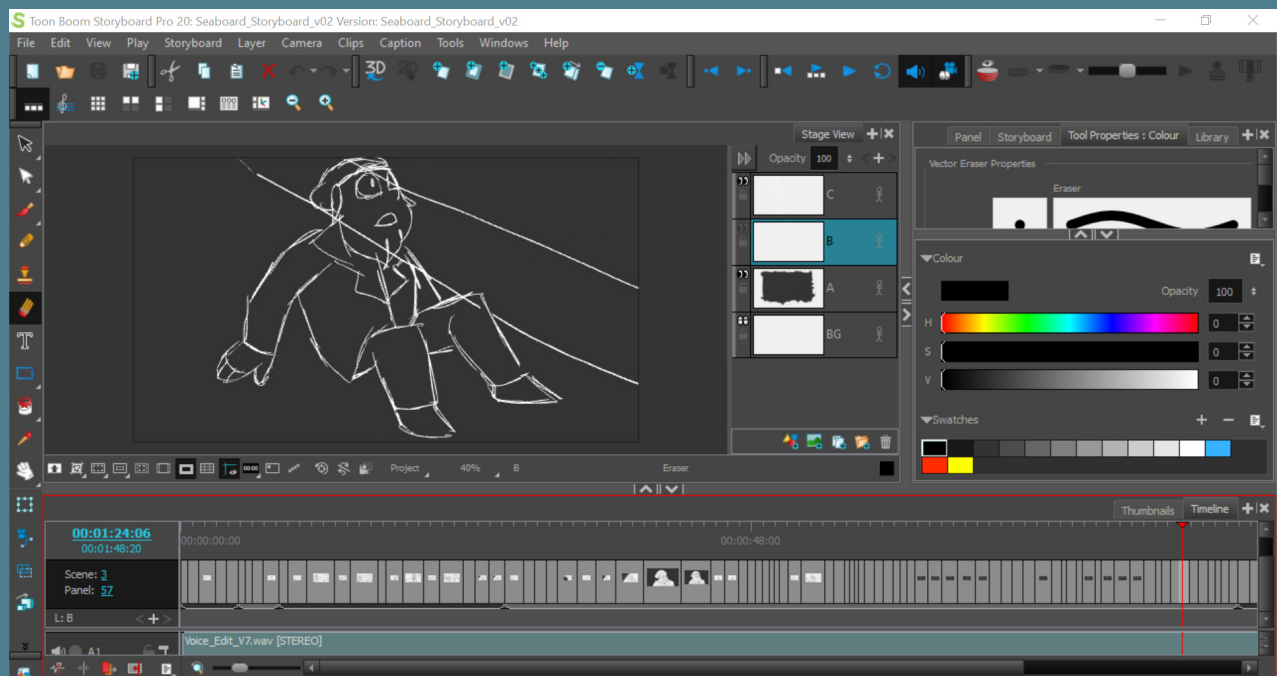 S Toon Boom Storyboard Pro 20: Seaboard_Storyboard_v02 Version: Seaboard_Storyboard_v02
File Edit View Play Storyboard Layer Camera Clips Caption Tools Windows Help
3D
Stage View
Panel Storyboard Tool Properties : Colour Library
Opacity 100
Vector Eraser Properties
Eraser
C
B
A
BG
Colour
Opacity 100
H 0
S 0
V 0
Swatches
T
00:00
Project 40% B Eraser
Thumbnails Timeline
00:01:24:06
00:01:48:20
00:00:00:00 00:00:48:00
Scene: 3
Panel: 57
L: B
A1
Voice_Edit_V7.wav [STEREO]